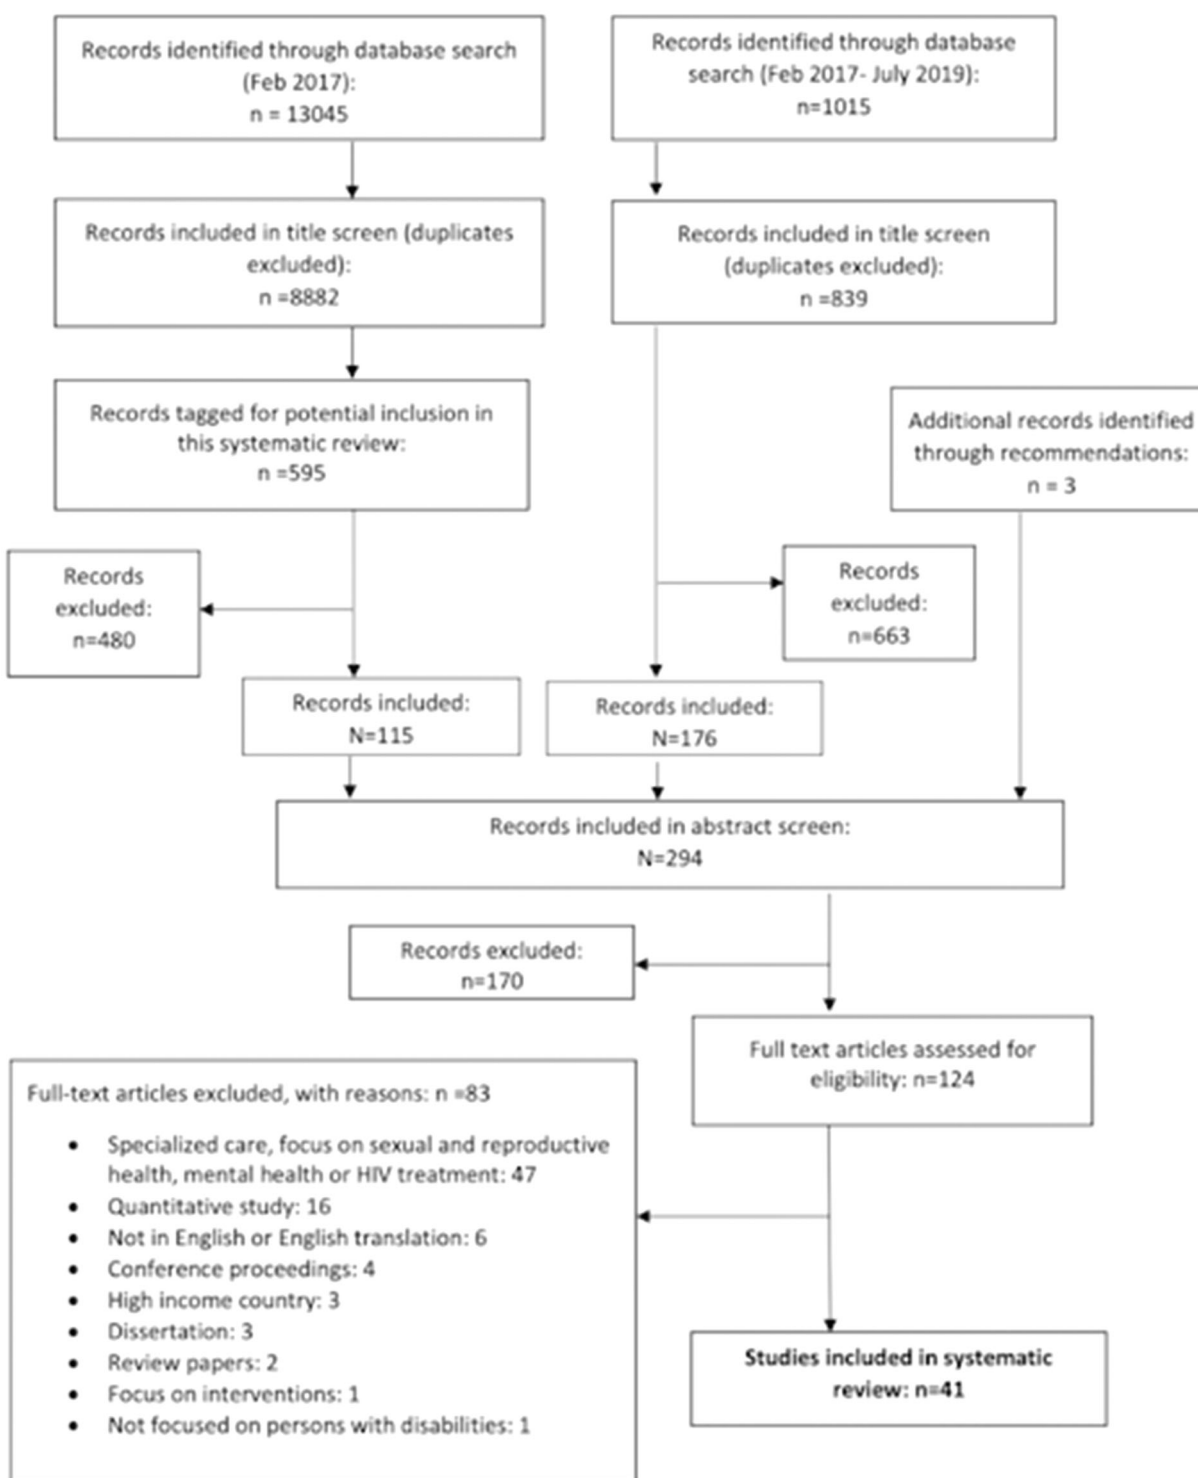 Records identified through database search
(Feb 2017):
n = 13045
Records identified through database
search (Feb 2017- July 2019):
n=1015
Records included in title screen (duplicates
excluded):
n =8882
Records included in title screen
(duplicates excluded):
n =839
Records tagged for potential inclusion in
this systematic review:
n =595
Additional records identified
through recommendations:
n = 3
Records
excluded:
n=480
Records
excluded:
n=663
Records included:
N=115
Records included:
N=176
Records included in abstract screen:
N=294
Records excluded:
n=170
Full text articles assessed for
eligibility: n=124
Full-text articles excluded, with reasons: n =83
• Specialized care, focus on sexual and reproductive
health, mental health or HIV treatment: 47
• Quantitative study: 16
• Not in English or English translation: 6
• Conference proceedings: 4
• High income country: 3
• Dissertation: 3
• Review papers: 2
• Focus on interventions: 1
• Not focused on persons with disabilities: 1
Studies included in systematic
review: n=41